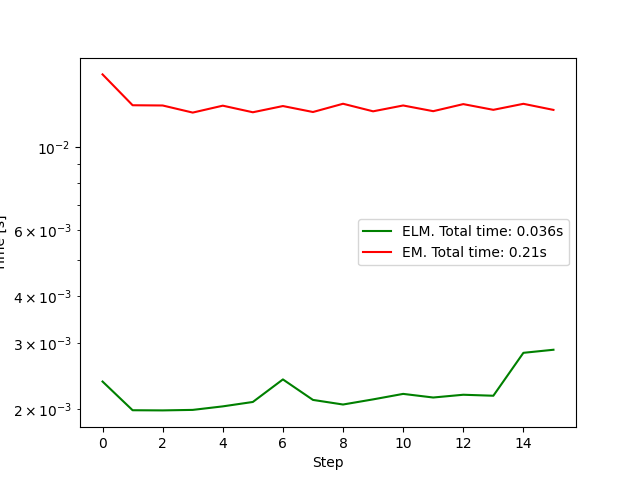 10⁻²
6 × 10⁻³
4 × 10⁻³
3 × 10⁻³
2 × 10⁻³
ELM. Total time: 0.036s
EM. Total time: 0.21s
0 2 4 6 8 10 12 14
Step
[s]